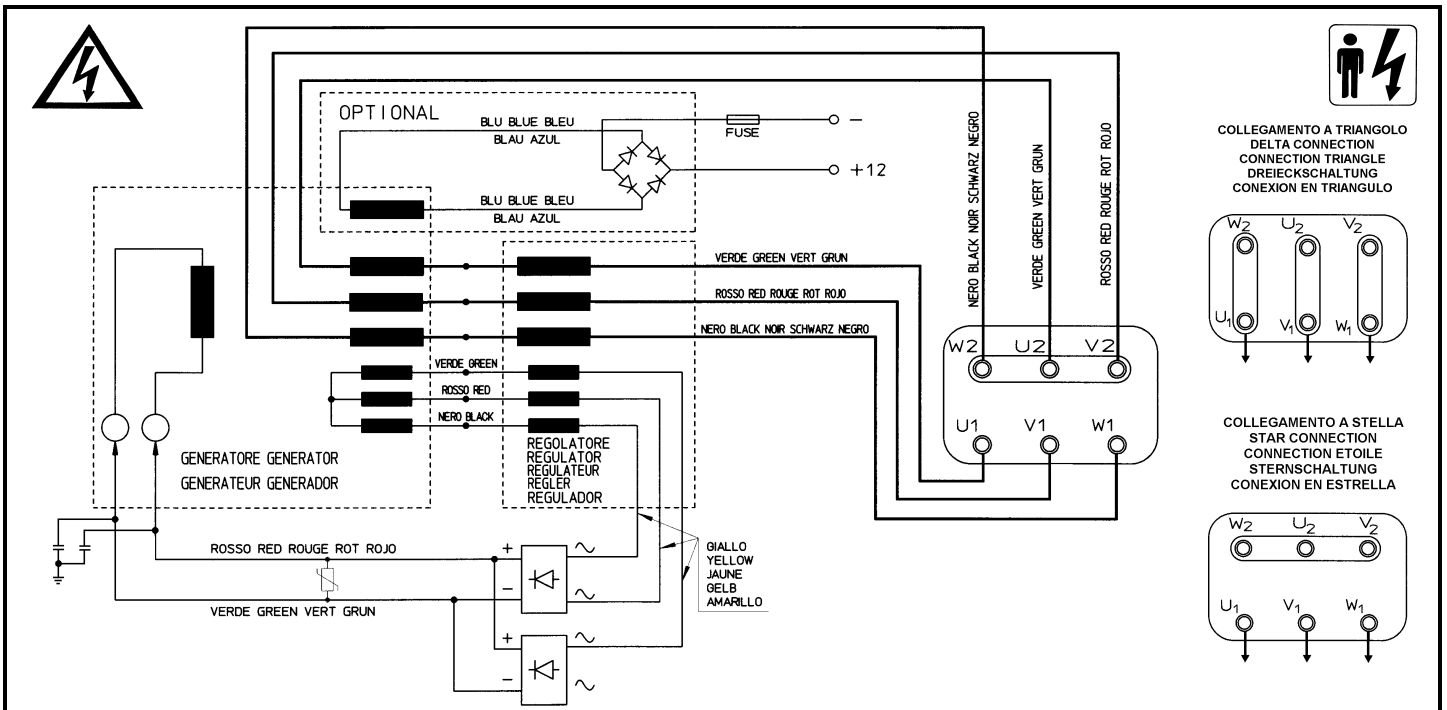 OPTIONAL
BLU BLUE BLEU
BLAU AZUL
BLU BLUE BLEU
BLAU AZUL
FUSE
−
+12
VERDE GREEN VERT GRUN
ROSSO RED ROUGE ROT ROJO
NERO BLACK NOIR SCHWARZ NEGRO
VERDE GREEN
ROSSO RED
NERO BLACK
GENERATORE GENERATOR
GENERATEUR GENERADOR
REGOLATORE
REGULATOR
REGULATEUR
REGLER
REGULADOR
ROSSO RED ROUGE ROT ROJO
VERDE GREEN VERT GRUN
+ ~
− ~
+ ~
− ~
GIALLO
YELLOW
JAUNE
GELB
AMARILLO
NERO BLACK NOIR SCHWARZ NEGRO
VERDE GREEN VERT GRUN
ROSSO RED ROUGE ROT ROJO
W2 U2 V2
U1 V1 W1
COLLEGAMENTO A TRIANGOLO
DELTA CONNECTION
CONNECTION TRIANGLE
DREIECKSCHALTUNG
CONEXION EN TRIANGULO
W2 U2 V2
U1 V1 W1
COLLEGAMENTO A STELLA
STAR CONNECTION
CONNECTION ETOILE
STERNSCHALTUNG
CONEXION EN ESTRELLA
W2 U2 V2
U1 V1 W1